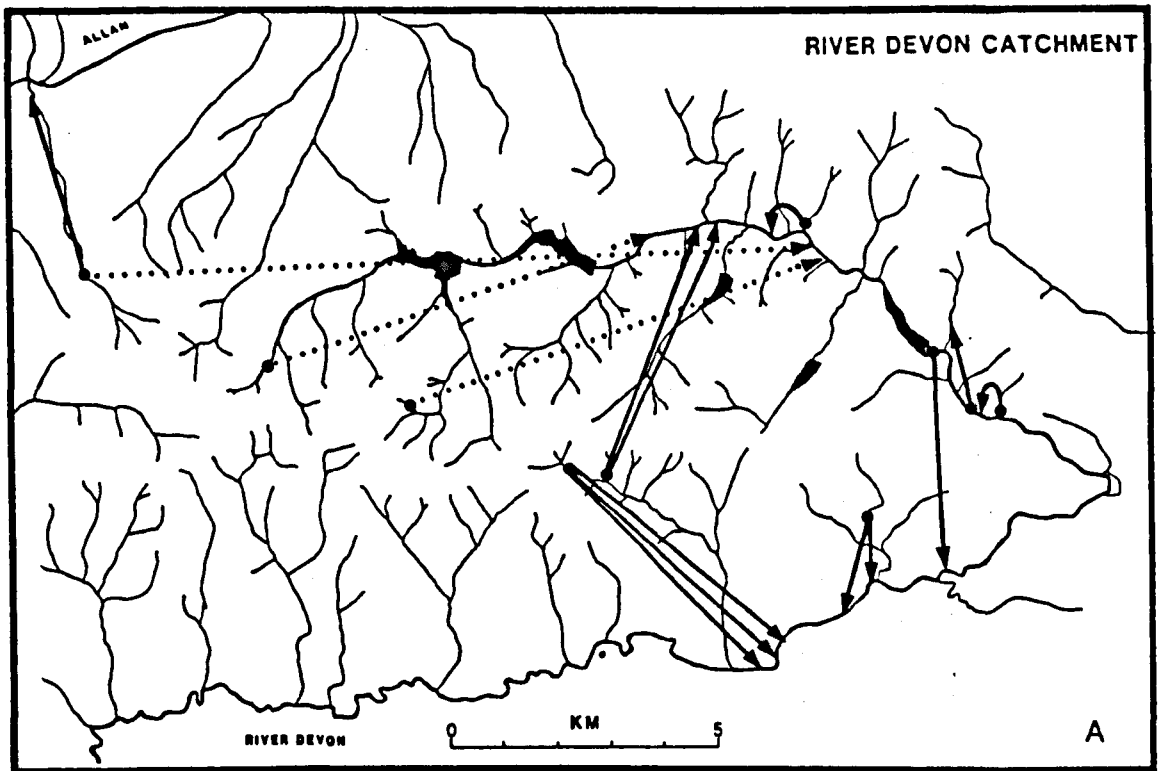 ALLAN
RIVER DEVON CATCHMENT
KM
0 5
RIVER DEVON
A